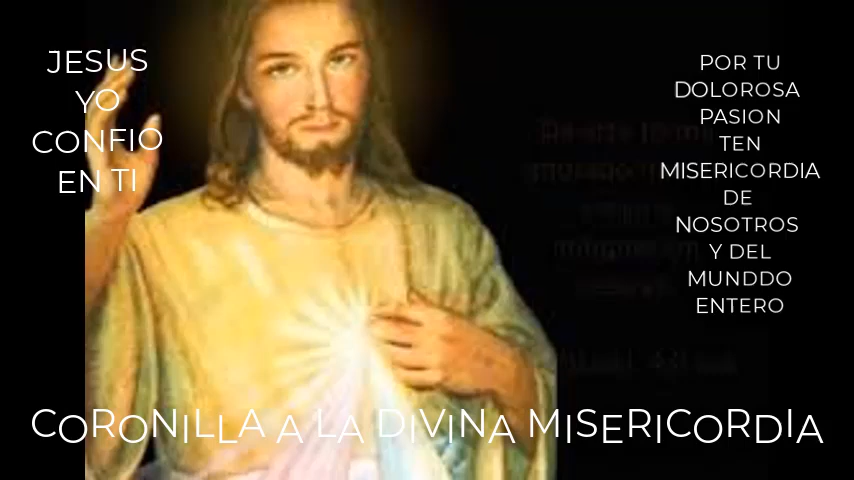 JESUS
YO
CONFIO
EN TI
POR TU
DOLOROSA
PASION
TEN
MISERICORDIA
DE
NOSOTROS
Y DEL
MUNDDO
ENTERO
CORONILLA A LA DIVINA MISERICORDIA